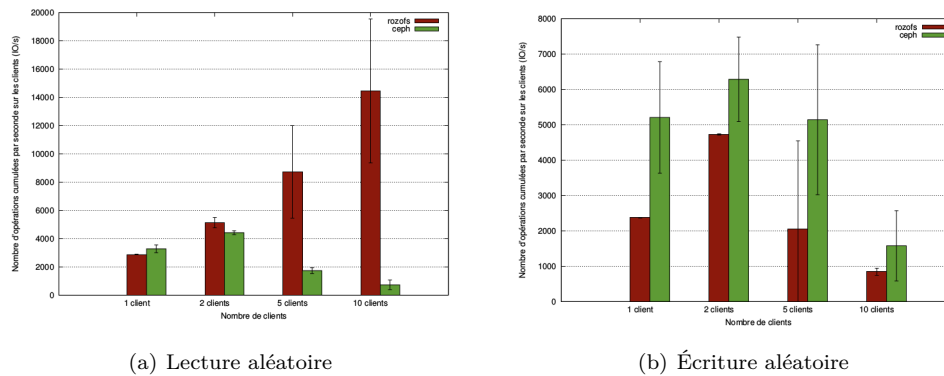 20000
18000
16000
14000
12000
10000
8000
6000
4000
2000
0
Nombre d'opérations cumulées par seconde sur les clients (IO/s)
rozofs
ceph
1 client
2 clients
5 clients
10 clients
Nombre de clients
(a) Lecture aléatoire
8000
7000
6000
5000
4000
3000
2000
1000
0
Nombre d'opérations cumulées par seconde sur les clients (IO/s)
rozofs
ceph
1 client
2 clients
5 clients
10 clients
Nombre de clients
(b) Écriture aléatoire